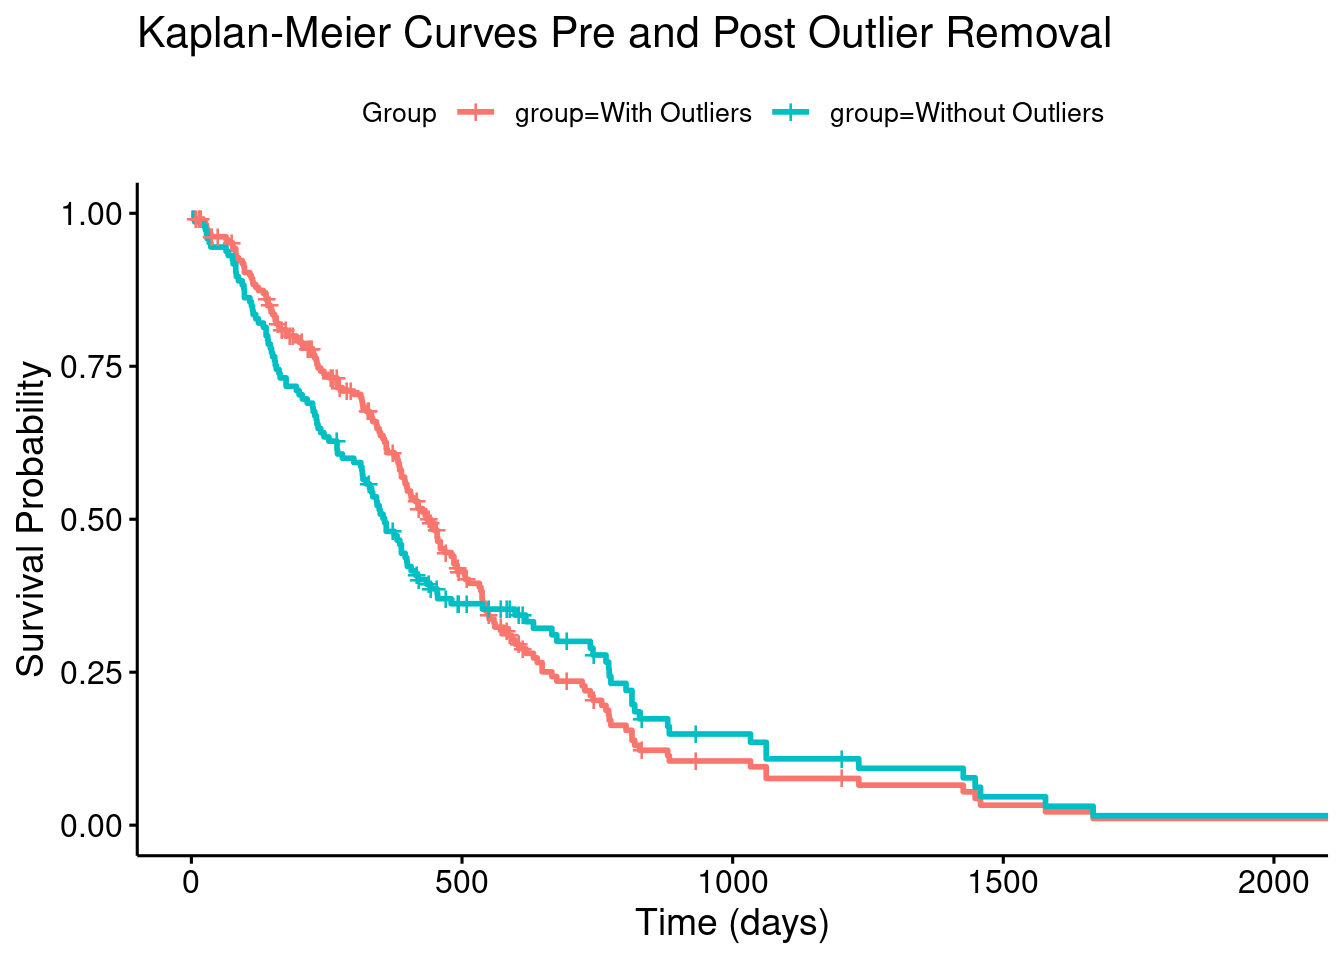 Kaplan-Meier Curves Pre and Post Outlier Removal
Group group=With Outliers group=Without Outliers
Survival Probability
1.00
0.75
0.50
0.25
0.00
0 500 1000 1500 2000
Time (days)